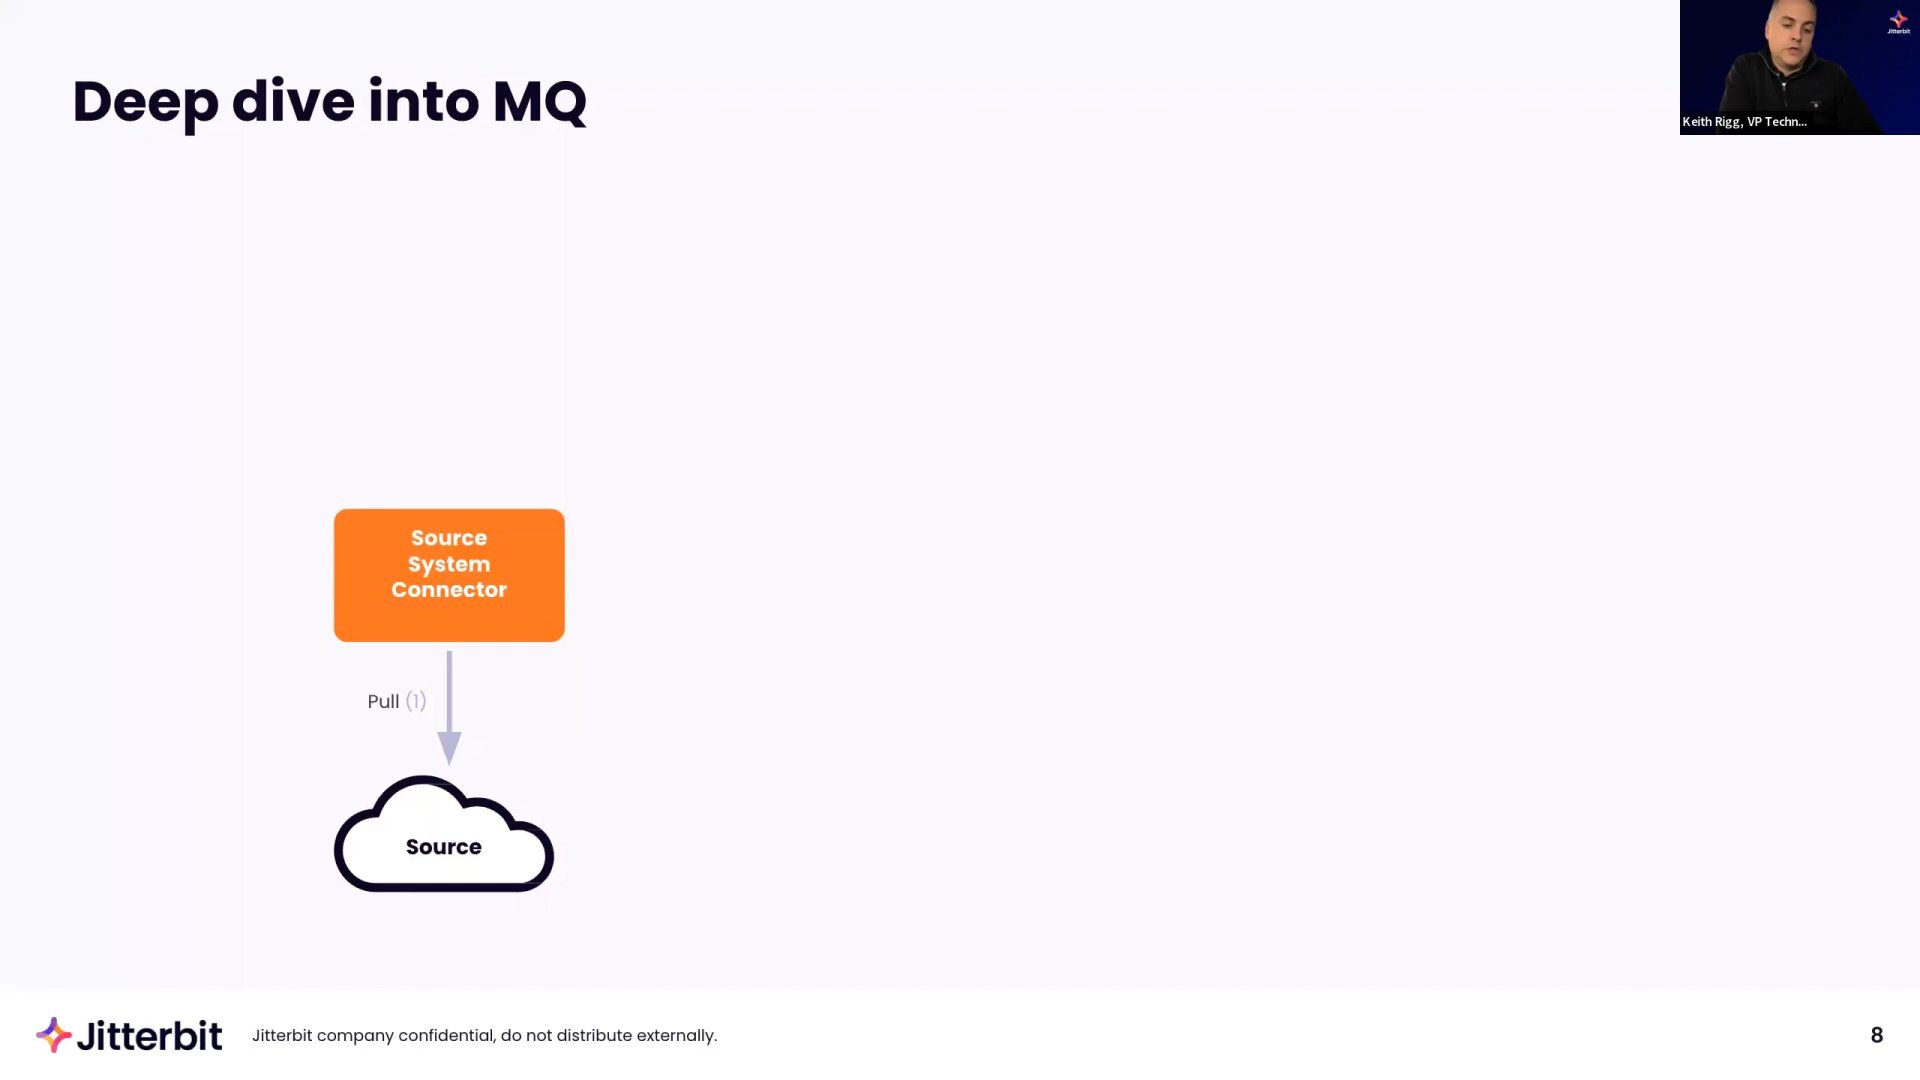 Deep dive into MQ
Jitterbit
Keith Rigg, VP Techn...
Source
System
Connector
Pull (1)
Source
Jitterbit
Jitterbit company confidential, do not distribute externally.
8